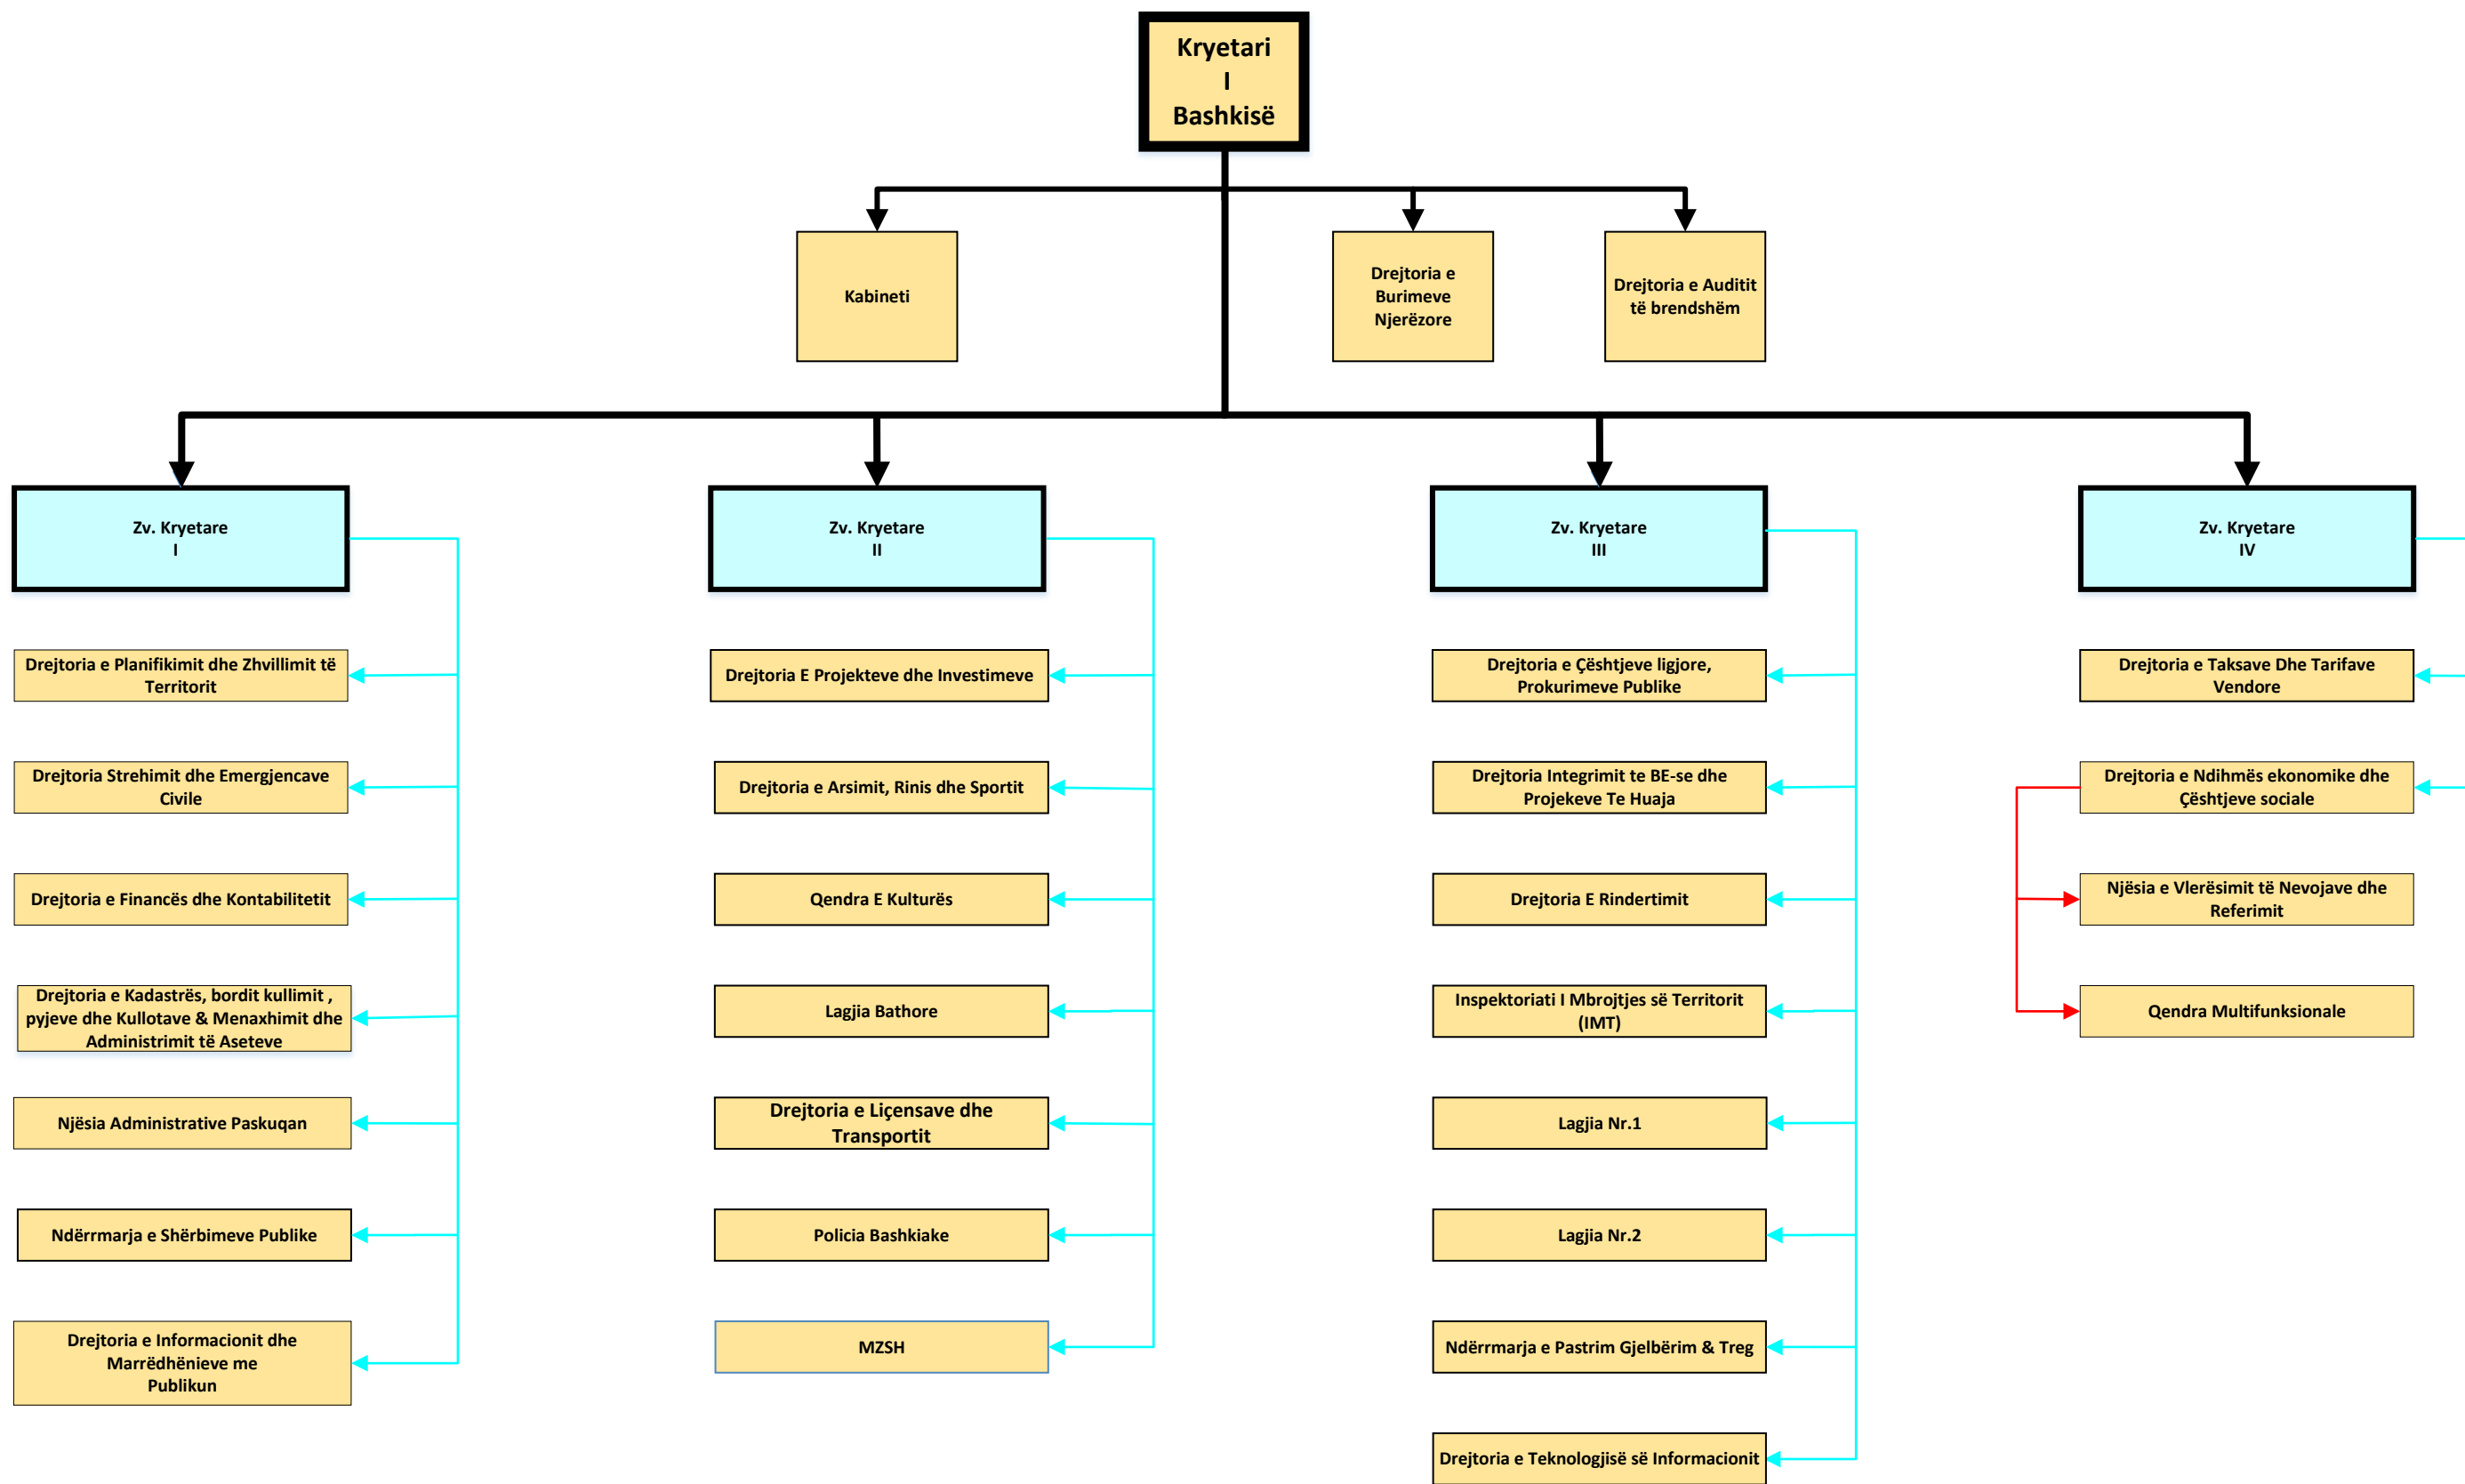 Kryetari
I
Bashkisë
Kabineti
Drejtoria e
Burimeve
Njerëzore
Drejtoria e Auditit
të brendshëm
Zv. Kryetare
I
Drejtoria e Planifikimit dhe Zhvillimit të
Territorit
Drejtoria Strehimit dhe Emergjencave
Civile
Drejtoria e Financës dhe Kontabilitetit
Drejtoria e Kadastrës, bordit kullimit ,
pyjeve dhe Kullotave & Menaxhimit dhe
Administrimit të Aseteve
Njësia Administrative Paskuqan
Ndërrmarja e Shërbimeve Publike
Drejtoria e Informacionit dhe
Marrëdhënieve me
Publikun
Zv. Kryetare
II
Drejtoria E Projekteve dhe Investimeve
Drejtoria e Arsimit, Rinis dhe Sportit
Qendra E Kulturës
Lagjia Bathore
Drejtoria e Liçensave dhe
Transportit
Policia Bashkiake
MZSH
Zv. Kryetare
III
Drejtoria e Çështjeve ligjore,
Prokurimeve Publike
Drejtoria Integrimit te BE-se dhe
Projekeve Te Huaja
Drejtoria E Rindertimit
Inspektoriati I Mbrojtjes së Territorit
(IMT)
Lagjia Nr.1
Lagjia Nr.2
Ndërrmarja e Pastrim Gjelbërim & Treg
Drejtoria e Teknologjisë së Informacionit
Zv. Kryetare
IV
Drejtoria e Taksave Dhe Tarifave
Vendore
Drejtoria e Ndihmës ekonomike dhe
Çështjeve sociale
Njësia e Vlerësimit të Nevojave dhe
Referimit
Qendra Multifunksionale